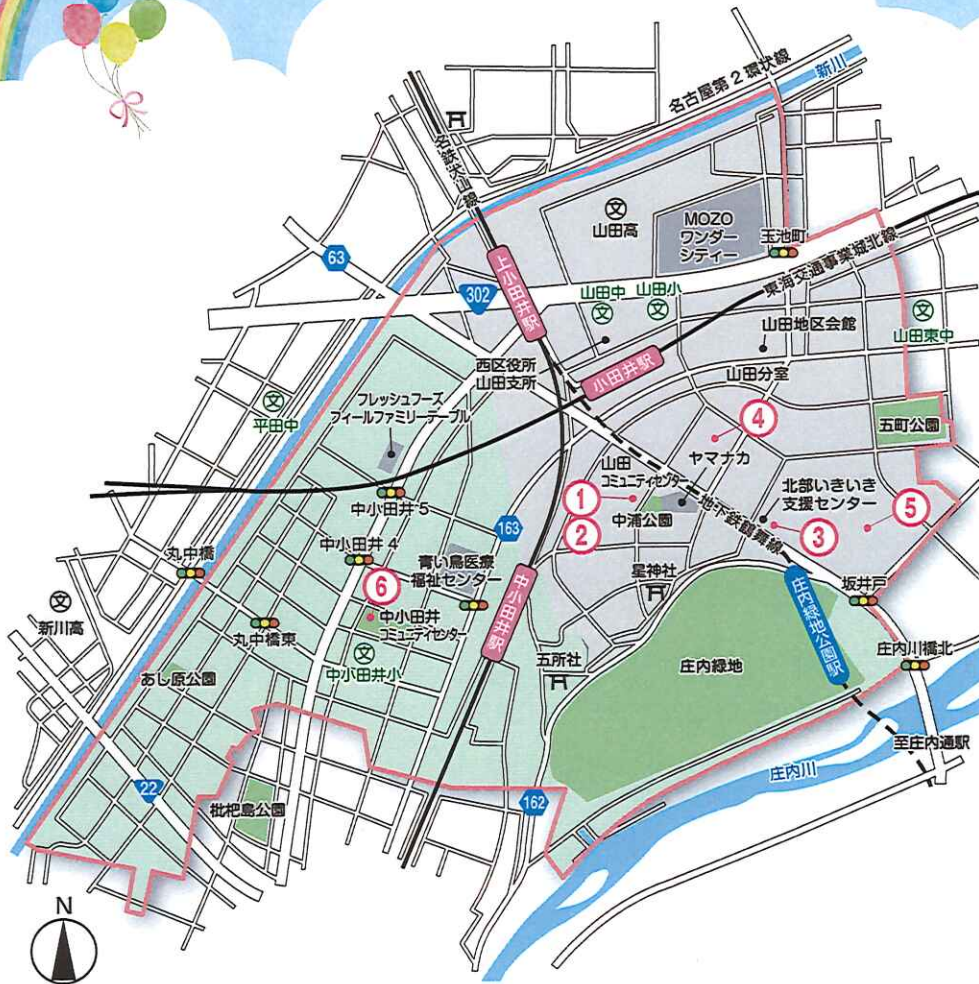 名古屋第2環状線
新川
名鉄犬山線
山田高
MOZO
ワンダー
シティー
玉池町
63
302
上小田井駅
山田中
山田小
東海交通事業城北線
山田地区会館
山田東中
西区役所
山田支所
小田井駅
山田分室
フレッシュフーズ
フィールファミリーテーブル
平田中
五町公園
④
ヤマナカ
山田
コミュニティセンター
北部いきいき
支援センター
①
②
中浦公園
地下鉄鶴舞線
③
⑤
中小田井5
163
丸中橋
中小田井4
青い鳥医療
福祉センター
星神社
坂井戸
⑥
中小田井
コミュニティセンター
中小田井駅
庄内緑地公園駅
新川高
丸中橋東
庄内川橋北
五所社
庄内緑地
あし原公園
中小田井小
至庄内通駅
庄内川
22
枇杷島公園
162
N